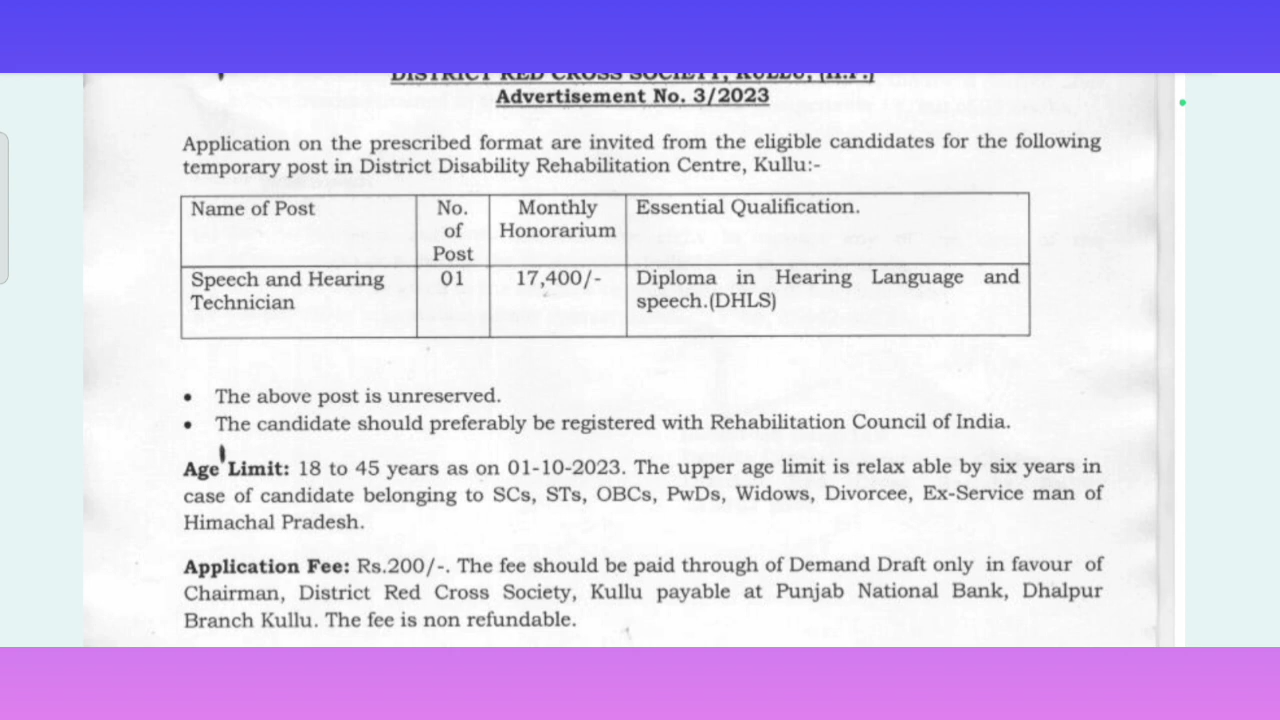 DISTRICT RED CROSS SOCIETY, KULLU, (H.P.)
Advertisement No. 3/2023
Application on the prescribed format are invited from the eligible candidates for the following
temporary post in District Disability Rehabilitation Centre, Kullu:-
Name of Post
No.
of
Post
Monthly
Honorarium
Essential Qualification.
Speech and Hearing
Technician
01
17,400/-
Diploma in Hearing Language and
speech.(DHLS)
• The above post is unreserved.
• The candidate should preferably be registered with Rehabilitation Council of India.
Age Limit: 18 to 45 years as on 01-10-2023. The upper age limit is relax able by six years in
case of candidate belonging to SCs, STs, OBCs, PwDs, Widows, Divorcee, Ex-Service man of
Himachal Pradesh.
Application Fee: Rs.200/-. The fee should be paid through of Demand Draft only in favour of
Chairman, District Red Cross Society, Kullu payable at Punjab National Bank, Dhalpur
Branch Kullu. The fee is non refundable.